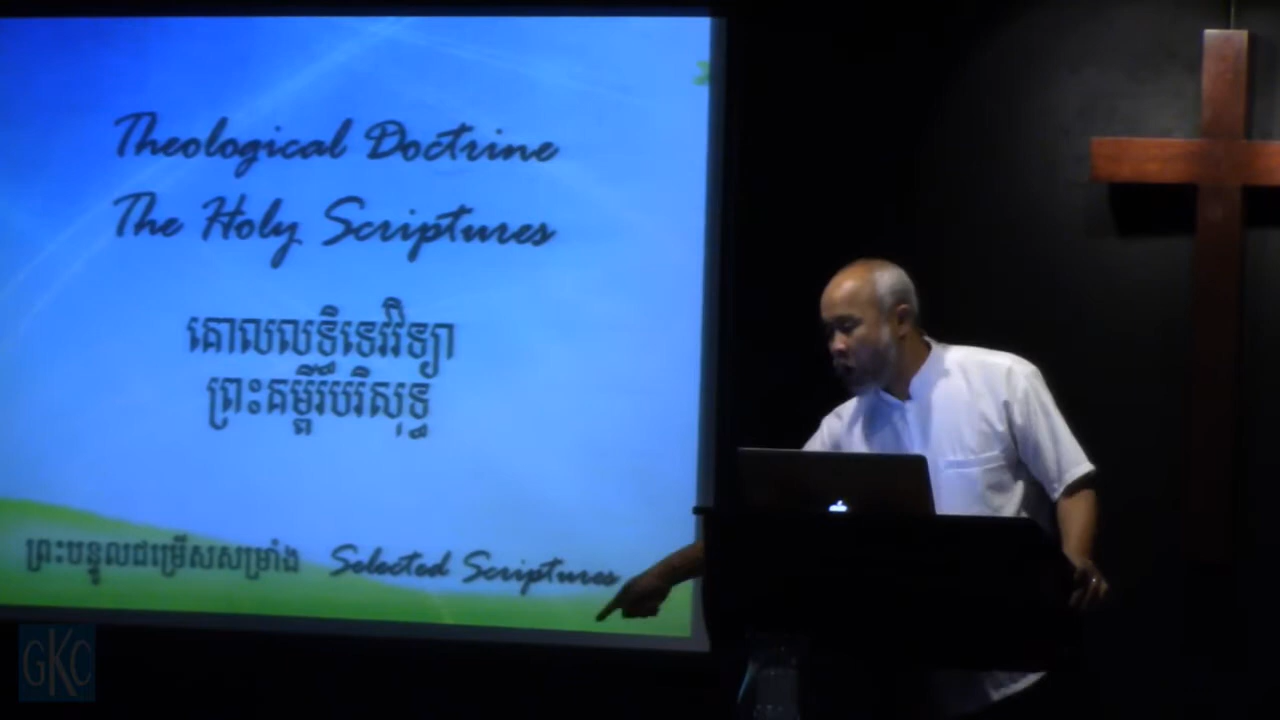 Theological Doctrine
The Holy Scriptures
គោលលទ្ធិទេវវិទ្យា
ព្រះគម្ពីរបរិសុទ្ធ
ព្រះបន្ទូលជម្រើសសម្រាំង Selected Scriptures
GKC